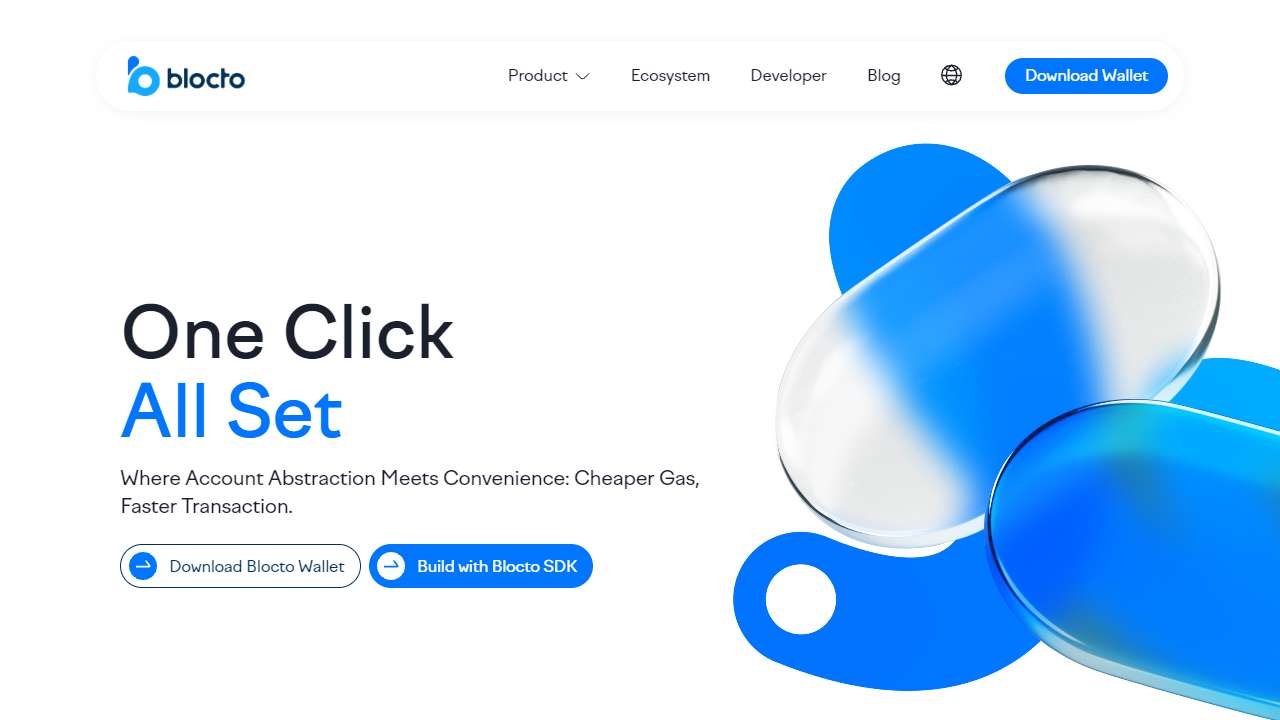 blocto
Product
Ecosystem
Developer
Blog
Download Wallet
One Click
All Set
Where Account Abstraction Meets Convenience: Cheaper Gas,
Faster Transaction.
Download Blocto Wallet
Build with Blocto SDK